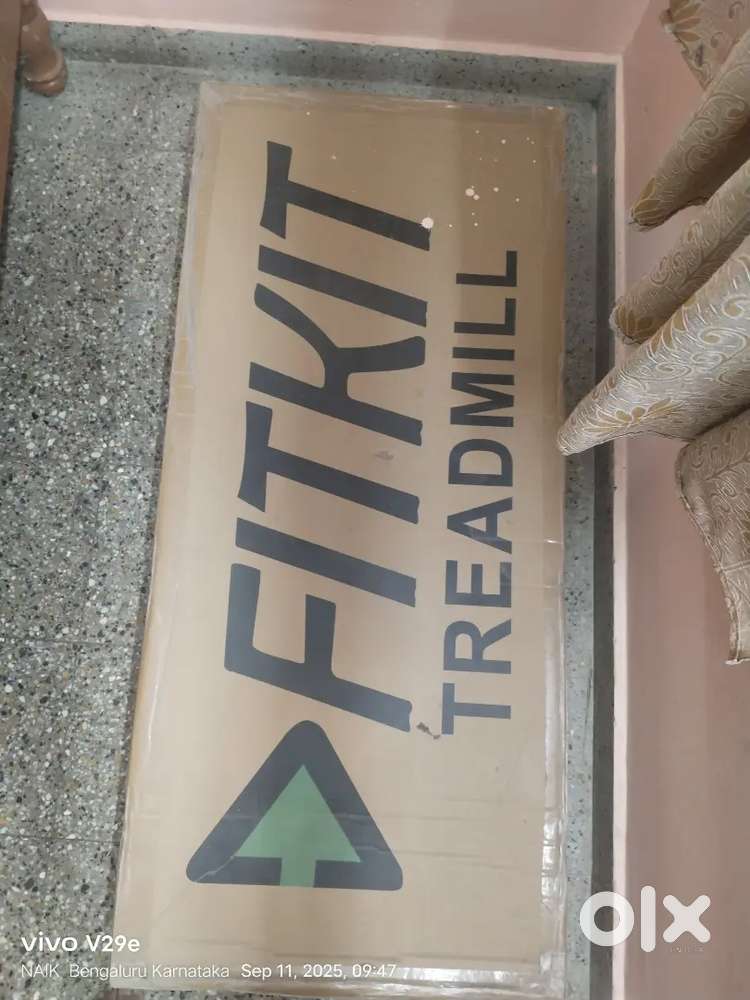 FITKIT
TREADMILL
vivo V29e
NAIK Bengaluru Karnataka Sep 11, 2025, 09:47
olx